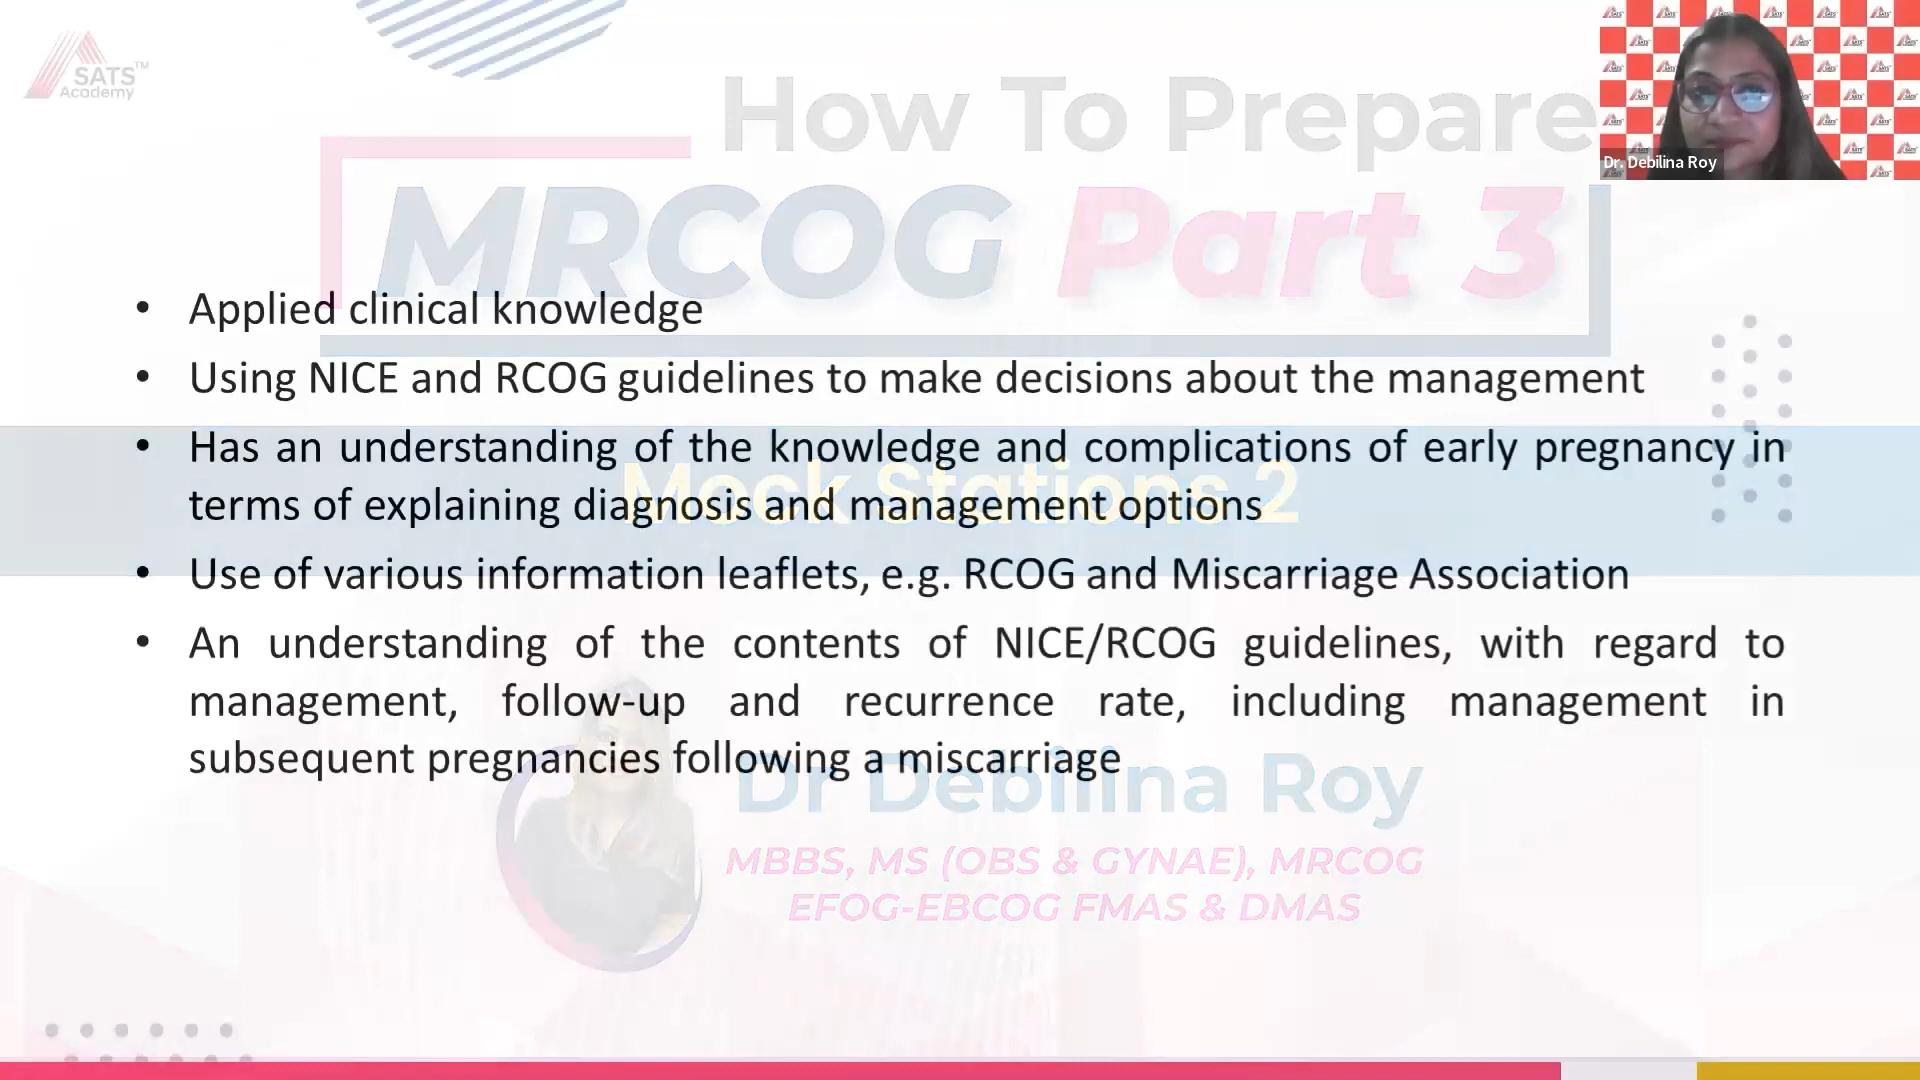 SATS™
Academy
How To Prepare
MRCOG Part 3
Dr. Debilina Roy
• Applied clinical knowledge
• Using NICE and RCOG guidelines to make decisions about the management
• Has an understanding of the knowledge and complications of early pregnancy in
terms of explaining diagnosis and management options
Mock Stations 2
• Use of various information leaflets, e.g. RCOG and Miscarriage Association
• An understanding of the contents of NICE/RCOG guidelines, with regard to
management, follow-up and recurrence rate, including management in
subsequent pregnancies following a miscarriage
Dr Debilina Roy
MBBS, MS (OBS & GYNAE), MRCOG
EFOG-EBCOG FMAS & DMAS